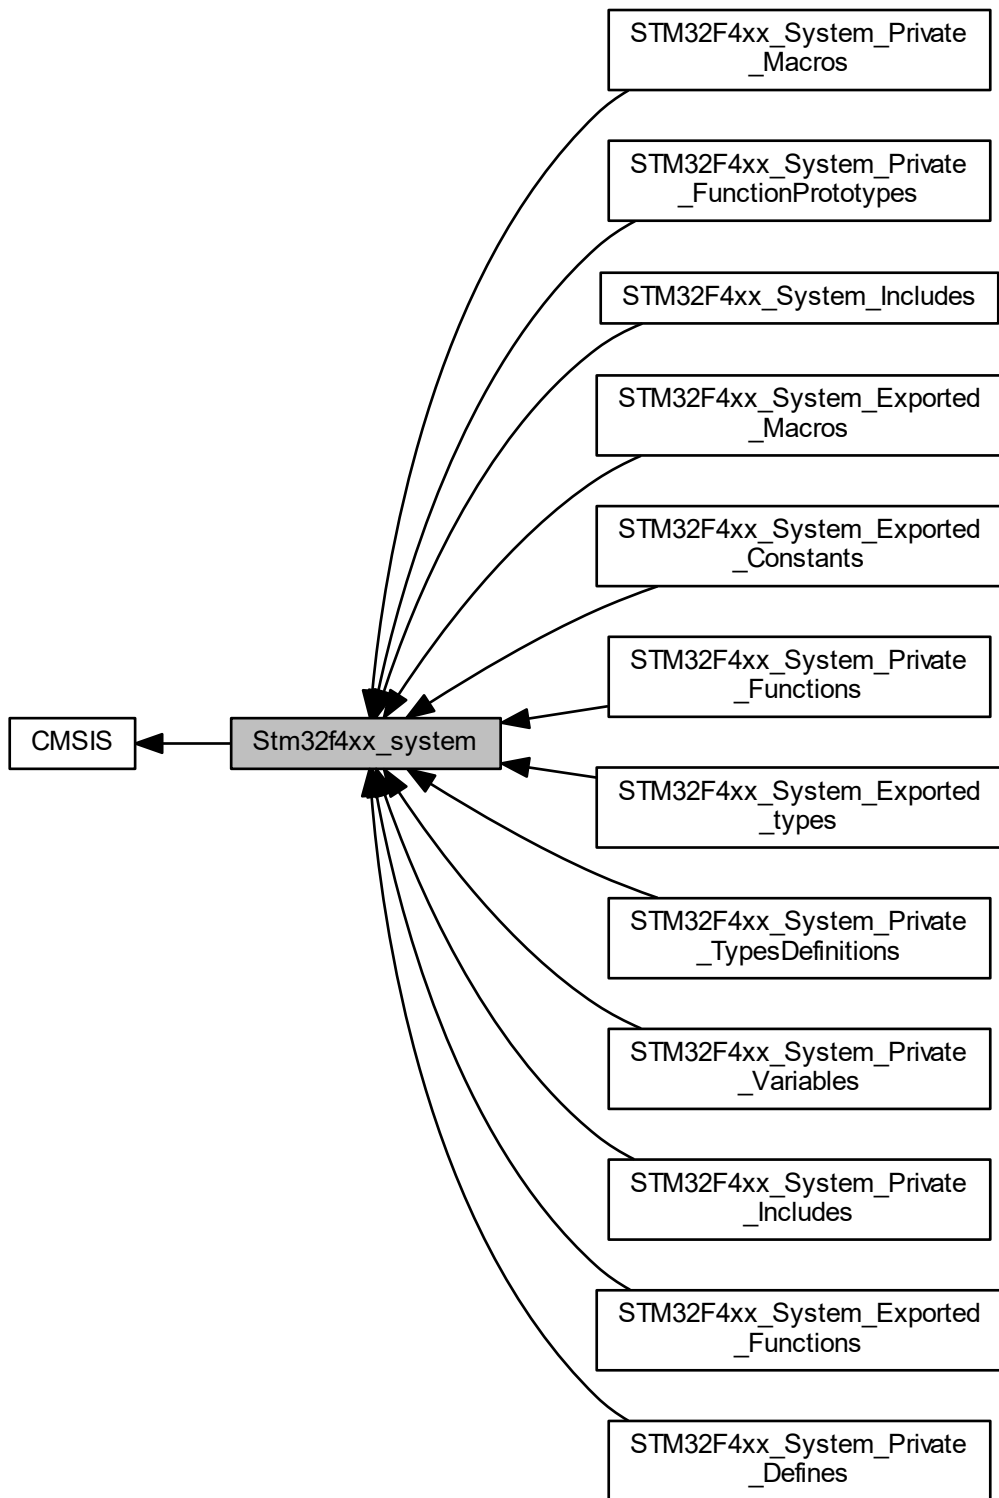 STM32F4xx_System_Private
_Macros
STM32F4xx_System_Private
_FunctionPrototypes
STM32F4xx_System_Includes
STM32F4xx_System_Exported
_Macros
STM32F4xx_System_Exported
_Constants
STM32F4xx_System_Private
_Functions
CMSIS
Stm32f4xx_system
STM32F4xx_System_Exported
_types
STM32F4xx_System_Private
_TypesDefinitions
STM32F4xx_System_Private
_Variables
STM32F4xx_System_Private
_Includes
STM32F4xx_System_Exported
_Functions
STM32F4xx_System_Private
_Defines